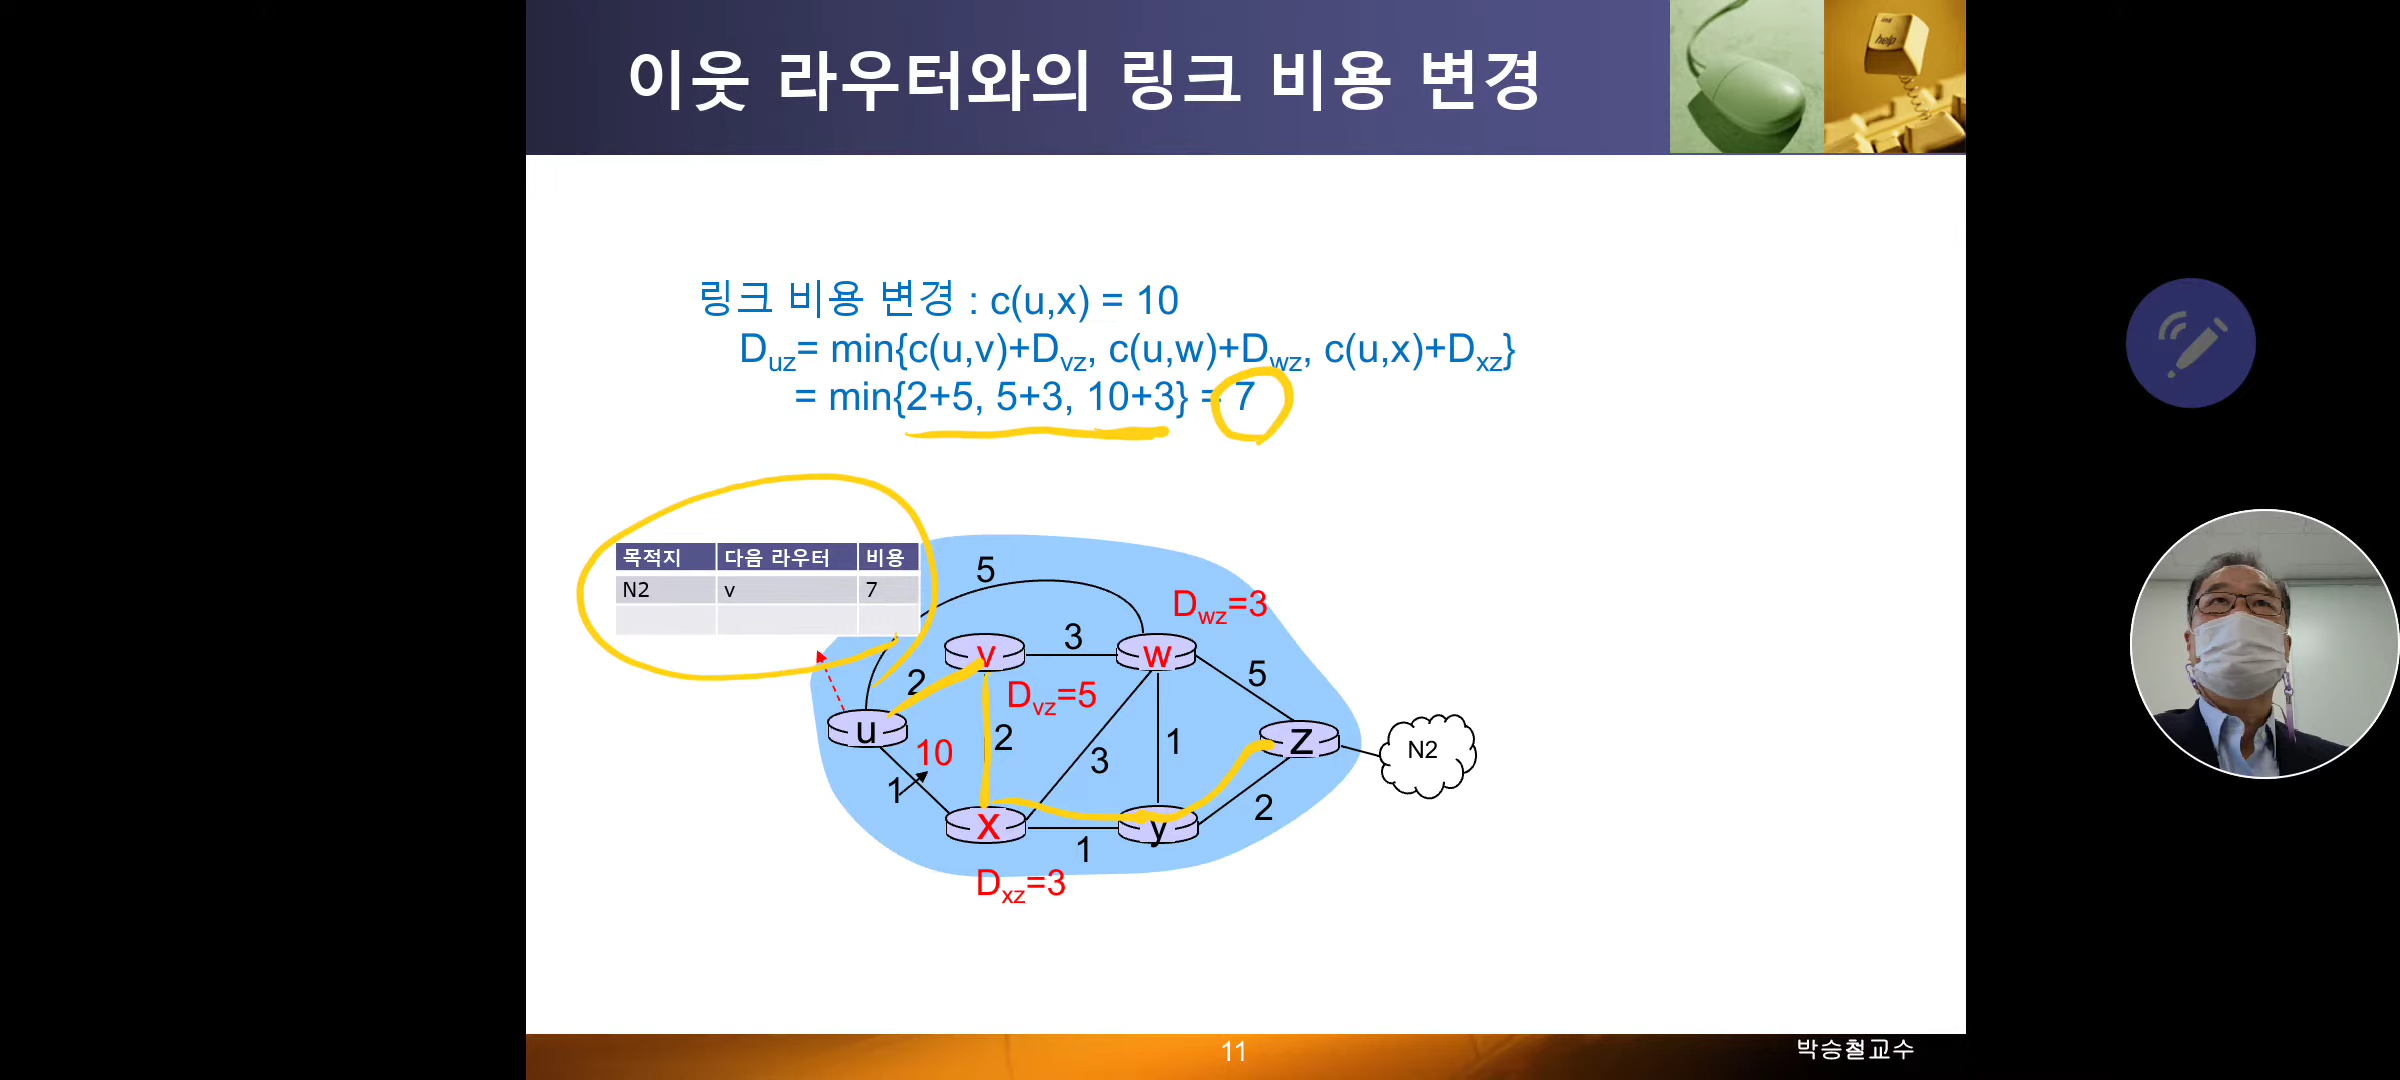 이웃 라우터와의 링크 비용 변경
help
링크 비용 변경 : c(u,x) = 10
Duz= min{c(u,v)+Dvz, c(u,w)+Dwz, c(u,x)+Dxz}
= min{2+5, 5+3, 10+3} = 7
목적지 다음 라우터 비용
N2 v 7
5
Dwz=3
3
v
w
2
Dvz=5
5
u
10
2
3
1
z
N2
1
2
x
y
1
Dxz=3
11
박승철교수